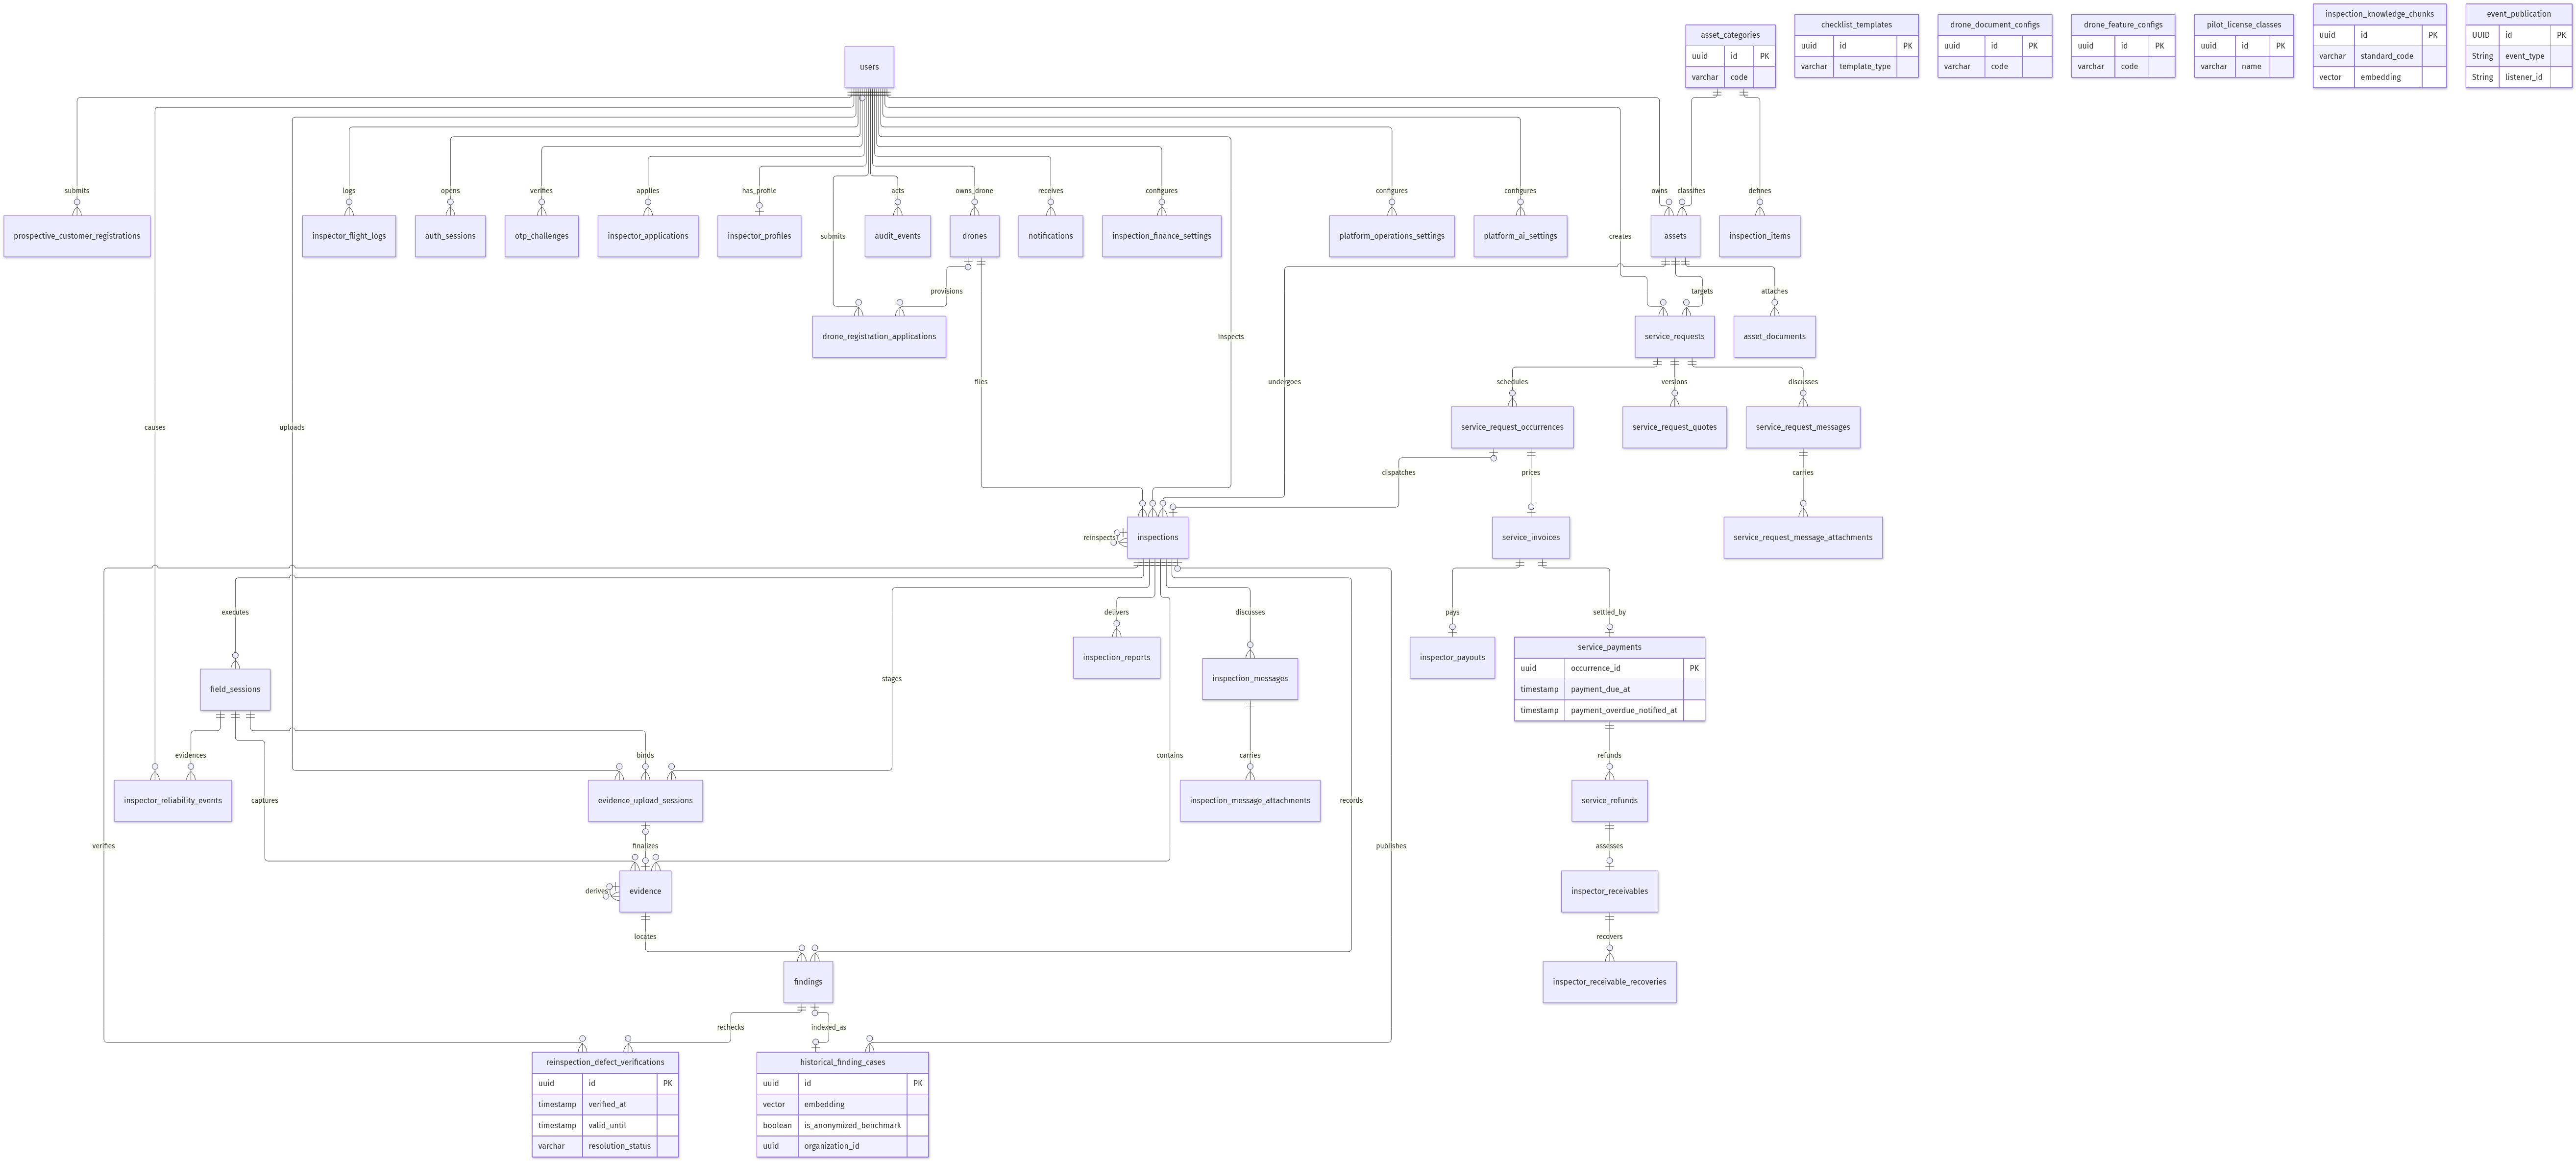 users
asset_categories
uuid id PK
varchar code
checklist_templates
uuid id PK
varchar template_type
drone_document_configs
uuid id PK
varchar code
drone_feature_configs
uuid id PK
varchar code
pilot_license_classes
uuid id PK
varchar name
inspection_knowledge_chunks
uuid id PK
varchar standard_code
vector embedding
event_publication
UUID id PK
String event_type
String listener_id
submits
logs
opens
verifies
applies
has_profile
acts
owns_drone
receives
configures
configures
configures
owns
classifies
defines
prospective_customer_registrations
inspector_flight_logs
auth_sessions
otp_challenges
inspector_applications
inspector_profiles
submits
audit_events
drones
notifications
inspection_finance_settings
platform_operations_settings
platform_ai_settings
creates
assets
inspection_items
provisions
targets
attaches
drone_registration_applications
inspects
service_requests
asset_documents
flies
undergoes
schedules
versions
discusses
causes
uploads
service_request_occurrences
service_request_quotes
service_request_messages
dispatches
prices
carries
reinspects
inspections
service_invoices
service_request_message_attachments
executes
delivers
discusses
pays
settled_by
inspection_reports
inspector_payouts
service_payments
uuid occurrence_id PK
timestamp payment_due_at
timestamp payment_overdue_notified_at
field_sessions
stages
inspection_messages
evidences
binds
contains
carries
refunds
inspector_reliability_events
captures
evidence_upload_sessions
inspection_message_attachments
records
service_refunds
verifies
finalizes
publishes
assesses
derives
evidence
inspector_receivables
locates
recovers
findings
inspector_receivable_recoveries
rechecks
indexed_as
reinspection_defect_verifications
uuid id PK
timestamp verified_at
timestamp valid_until
varchar resolution_status
historical_finding_cases
uuid id PK
vector embedding
boolean is_anonymized_benchmark
uuid organization_id